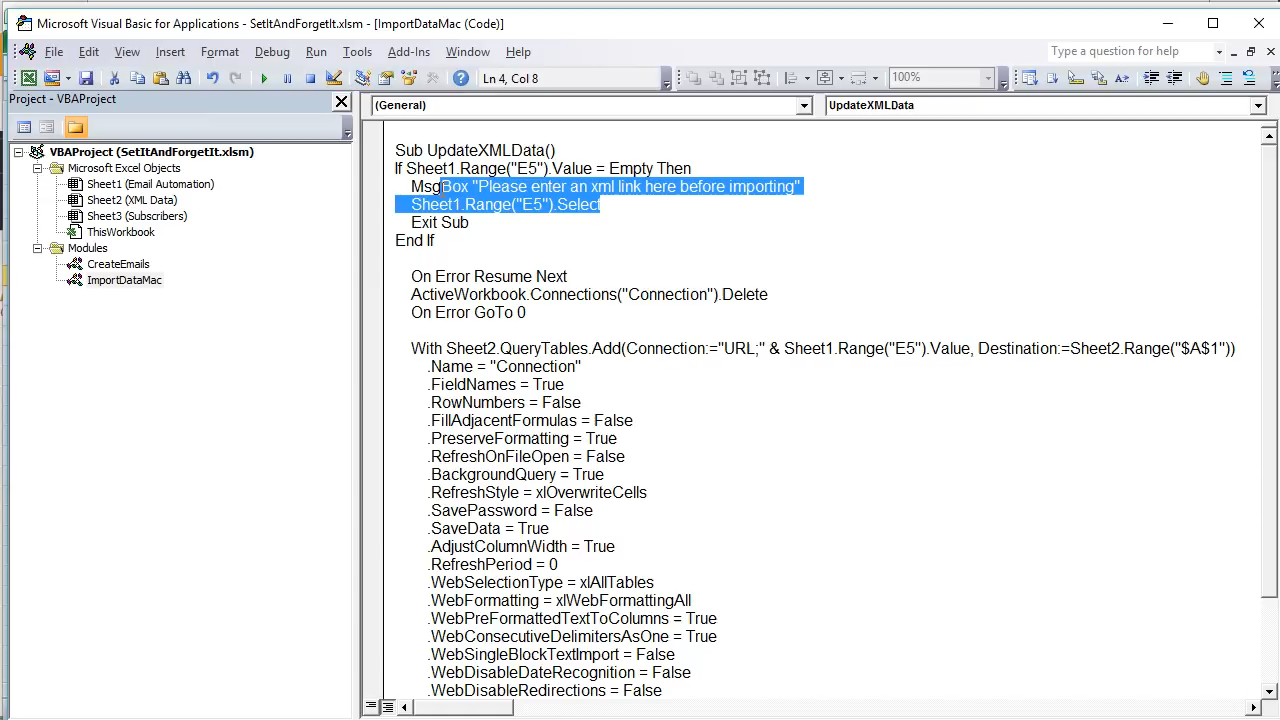 Microsoft Visual Basic for Applications - SetItAndForgetIt.xlsm - [ImportDataMac (Code)]
File Edit View Insert Format Debug Run Tools Add-Ins Window Help
Type a question for help
Ln 4, Col 8
100%
Project - VBAProject
(General)
UpdateXMLData
VBAProject (SetItAndForgetIt.xlsm)
Microsoft Excel Objects
Sheet1 (Email Automation)
Sheet2 (XML Data)
Sheet3 (Subscribers)
ThisWorkbook
Modules
CreateEmails
ImportDataMac
Sub UpdateXMLData()
If Sheet1.Range("E5").Value = Empty Then
MsgBox "Please enter an xml link here before importing"
Sheet1.Range("E5").Select
Exit Sub
End If
On Error Resume Next
ActiveWorkbook.Connections("Connection").Delete
On Error GoTo 0
With Sheet2.QueryTables.Add(Connection:="URL;" & Sheet1.Range("E5").Value, Destination:=Sheet2.Range("$A$1"))
.Name = "Connection"
.FieldNames = True
.RowNumbers = False
.FillAdjacentFormulas = False
.PreserveFormatting = True
.RefreshOnFileOpen = False
.BackgroundQuery = True
.RefreshStyle = xlOverwriteCells
.SavePassword = False
.SaveData = True
.AdjustColumnWidth = True
.RefreshPeriod = 0
.WebSelectionType = xlAllTables
.WebFormatting = xlWebFormattingAll
.WebPreFormattedTextToColumns = True
.WebConsecutiveDelimitersAsOne = True
.WebSingleBlockTextImport = False
.WebDisableDateRecognition = False
.WebDisableRedirections = False